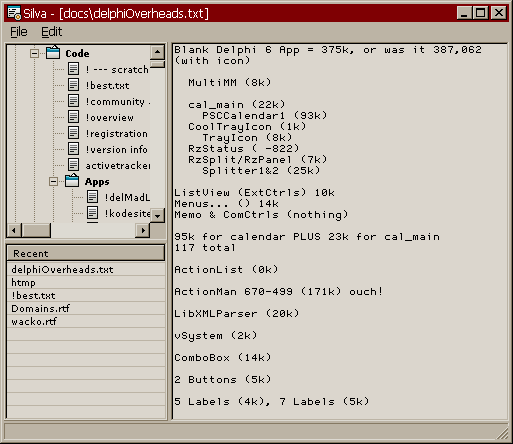 Silva - [docs\delphiOverheads.txt]
File Edit
Code
! --- scratch
!best.txt
!community
!overview
!registration
!version info
activetracker
Apps
!delMadL
!kodesite
Recent
delphiOverheads.txt
htmp
!best.txt
Domains.rtf
wacko.rtf
Blank Delphi 6 App = 375k, or was it 387,062
(with icon)
MultiMM (8k)
cal_main (22k)
PSCCalendar1 (93k)
CoolTrayIcon (1k)
TrayIcon (8k)
RzStatus ( -822)
RzSplit/RzPanel (7k)
Splitter1&2 (25k)
ListView (ExtCtrls) 10k
Menus... () 14k
Memo & ComCtrls (nothing)
95k for calendar PLUS 23k for cal_main
117 total
ActionList (0k)
ActionMan 670-499 (171k) ouch!
LibXMLParser (20k)
vSystem (2k)
ComboBox (14k)
2 Buttons (5k)
5 Labels (4k), 7 Labels (5k)